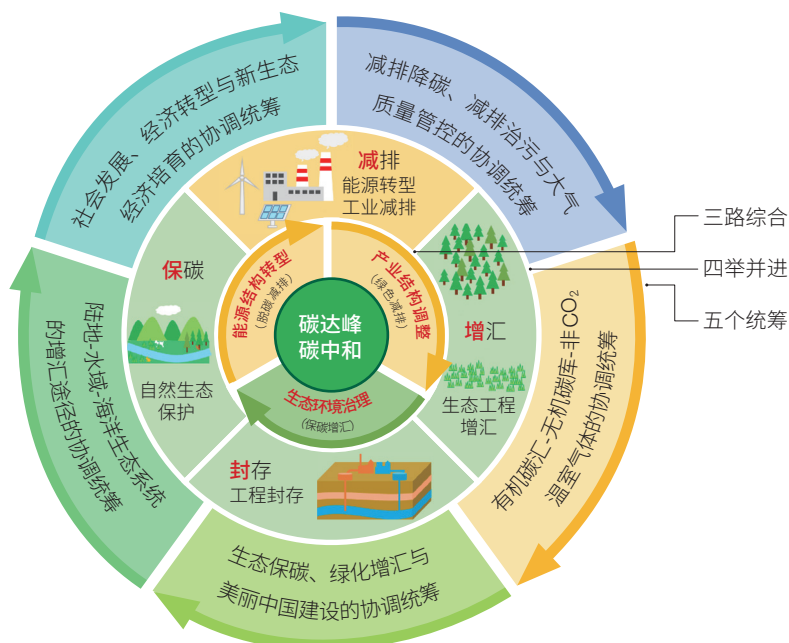 社会发展、经济转型与新生态
经济培育的协调统筹
减排降碳、减排治污与大气
质量管控的协调统筹
减排
能源转型
工业减排
三路综合
四举并进
五个统筹
保碳
自然生态
保护
能源结构转型
(脱碳减排)
产业结构调整
(绿色减排)
碳达峰
碳中和
增汇
生态工程
增汇
生态环境治理
(保碳增汇)
封存
工程封存
陆地-水域-海洋生态系统
的增汇途径的协调统筹
有机碳汇-无机碳库-非CO₂
温室气体的协调统筹
生态保碳、绿化增汇与
美丽中国建设的协调统筹